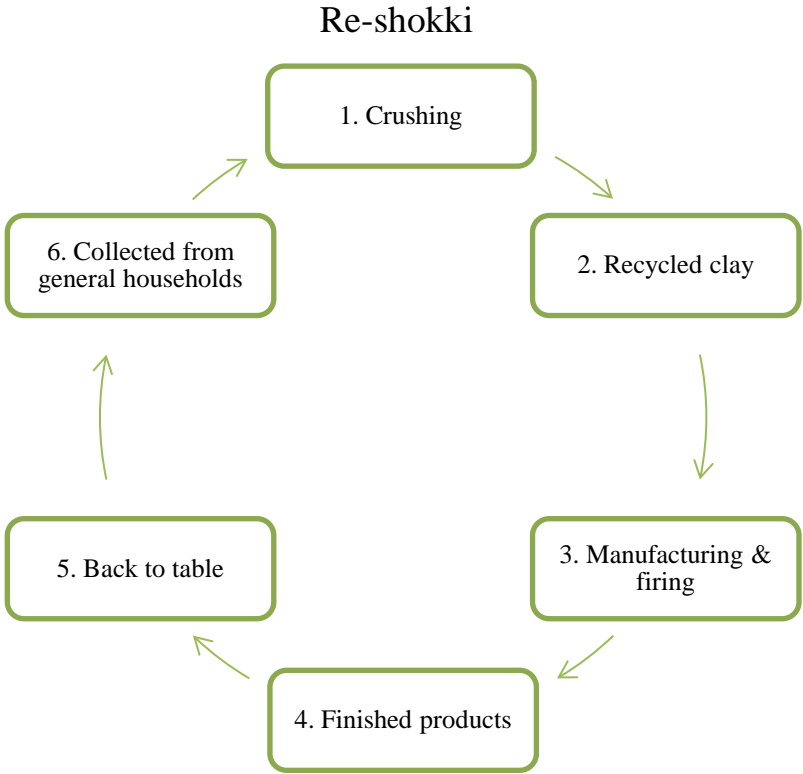 Re-shokki
1. Crushing
2. Recycled clay
3. Manufacturing &
firing
4. Finished products
5. Back to table
6. Collected from
general households